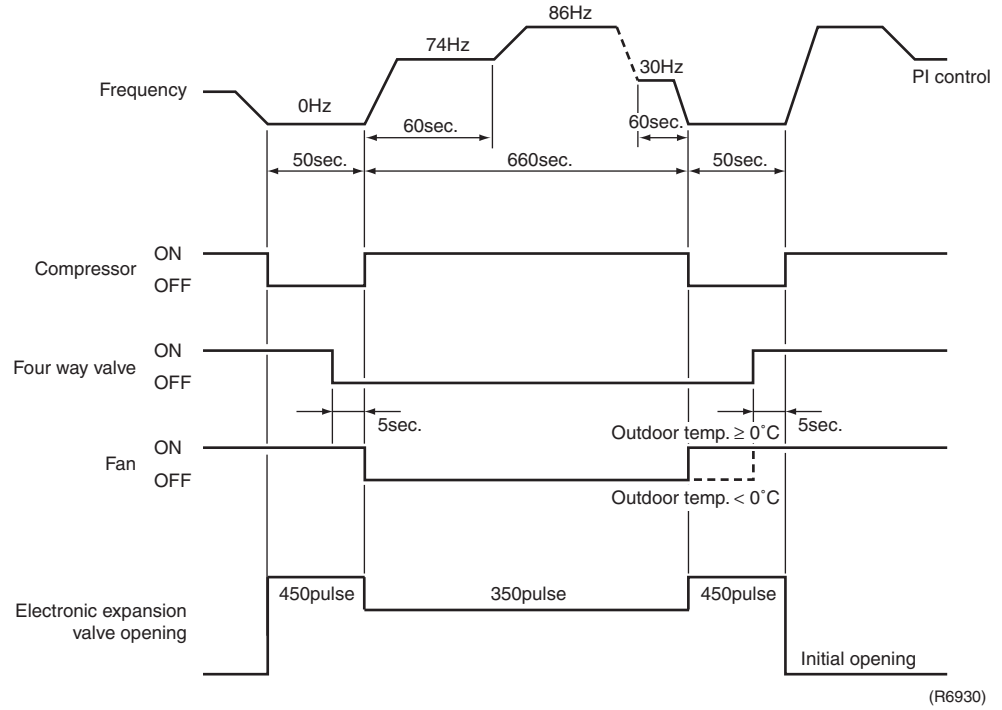 86Hz
74Hz
30Hz
PI control
Frequency
0Hz
60sec.
60sec.
50sec.
660sec.
50sec.
ON
Compressor
OFF
ON
Four way valve
OFF
5sec.
5sec.
Outdoor temp. ≥ 0˚C
ON
Fan
OFF
Outdoor temp. < 0˚C
450pulse
350pulse
450pulse
Electronic expansion
valve opening
Initial opening
(R6930)